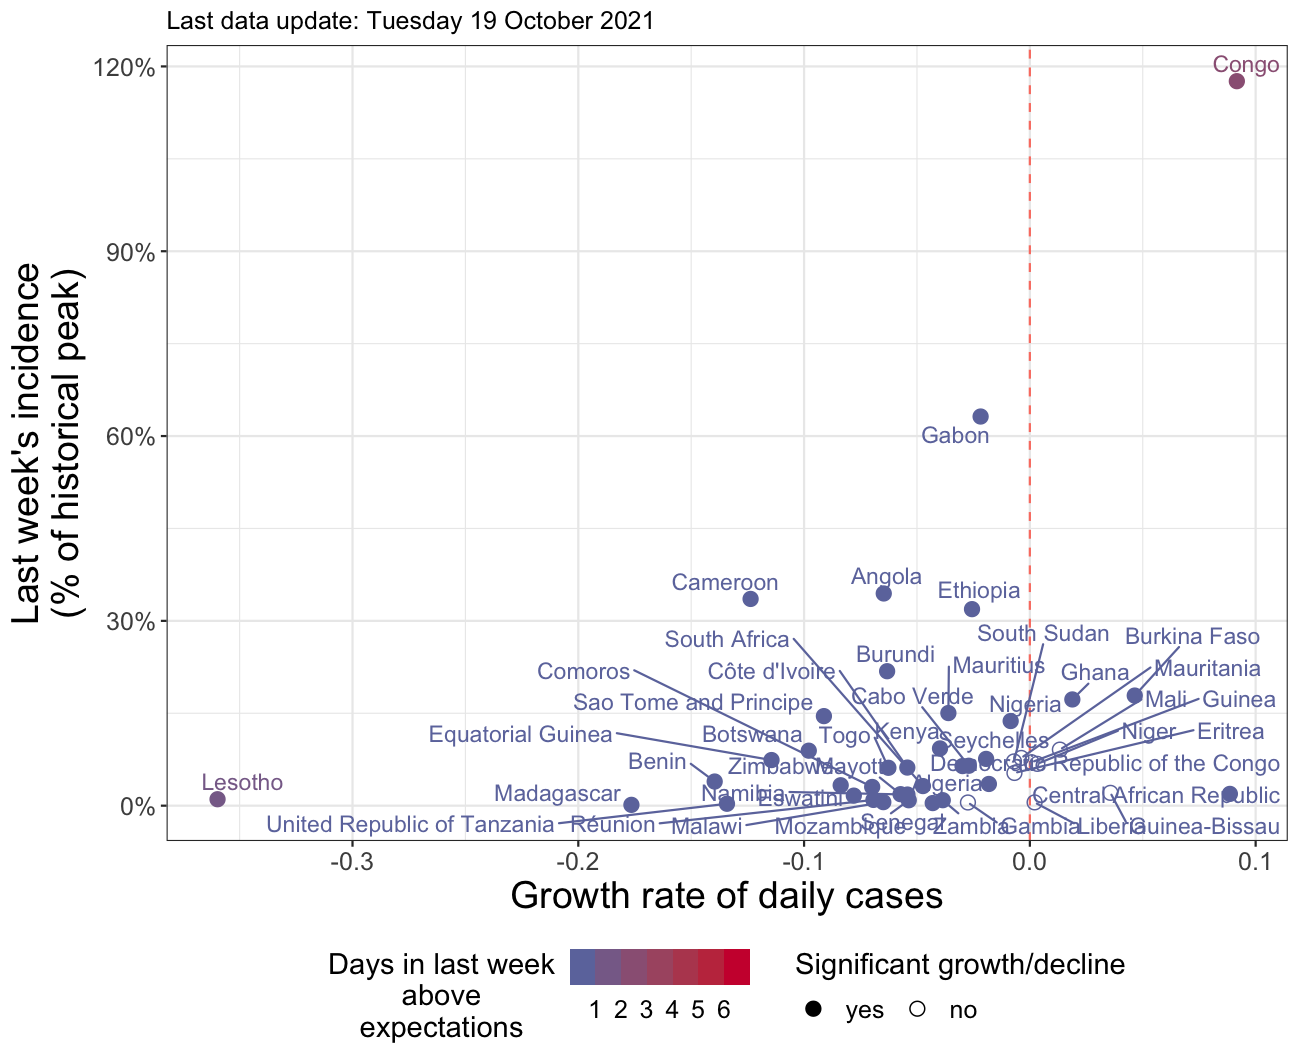 Last data update: Tuesday 19 October 2021
120%
Congo
90%
Last week's incidence
(% of historical peak)
60%
Gabon
Cameroon
Angola
Ethiopia
30%
South Africa
South Sudan
Burkina Faso
Burundi
Comoros
Côte d'Ivoire
Mauritius
Ghana
Mauritania
Sao Tome and Principe
Cabo Verde
Nigeria
Mali
Guinea
Equatorial Guinea
Botswana
Togo
Kenya
Seychelles
Niger
Eritrea
Benin
Zimbabwe
Mayotte
Democratic Republic of the Congo
Lesotho
Algeria
Madagascar
Namibia
Eswatini
Central African Republic
0%
United Republic of Tanzania
Réunion
Malawi
Mozambique
Senegal
Zambia
Gambia
Liberia
Guinea-Bissau
-0.3
-0.2
-0.1
0.0
0.1
Growth rate of daily cases
Days in last week
above
expectations
1 2 3 4 5 6
Significant growth/decline
yes
no